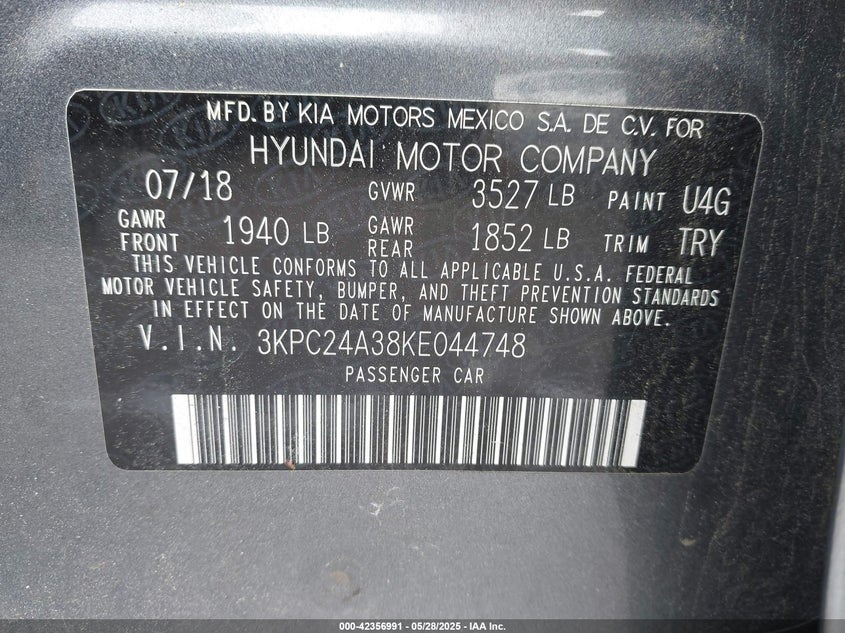 MFD. BY KIA MOTORS MEXICO S.A. DE C.V. FOR
HYUNDAI MOTOR COMPANY
07/18 GVWR 3527 LB PAINT U4G
GAWR FRONT 1940 LB GAWR REAR 1852 LB TRIM TRY
THIS VEHICLE CONFORMS TO ALL APPLICABLE U.S.A. FEDERAL
MOTOR VEHICLE SAFETY, BUMPER, AND THEFT PREVENTION STANDARDS
IN EFFECT ON THE DATE OF MANUFACTURE SHOWN ABOVE.
V.I.N. 3KPC24A38KE044748
PASSENGER CAR
000-42356991 | 05/28/2025 - IAA Inc.